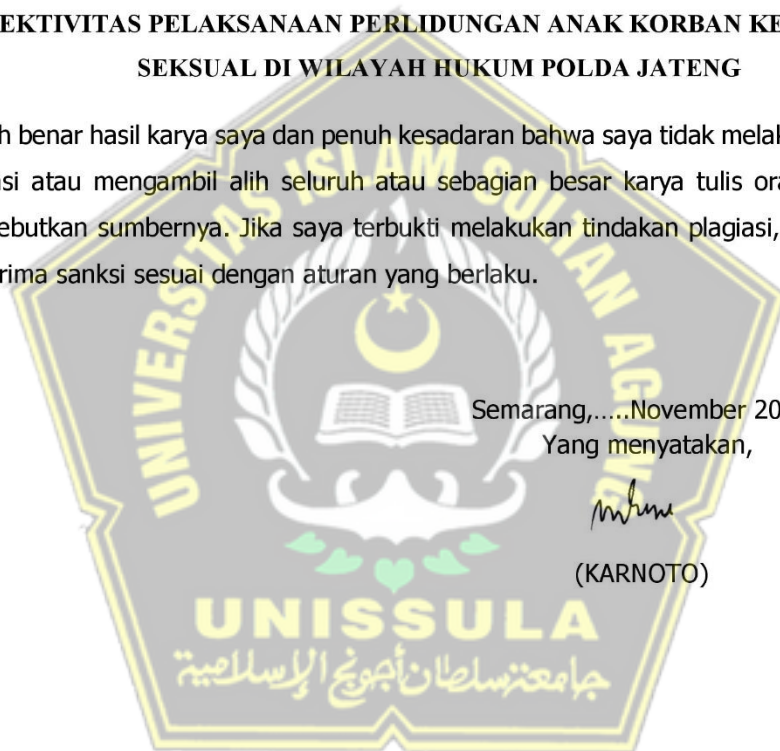 EKTIVITAS PELAKSANAAN PERLIDUNGAN ANAK KORBAN KE
SEKSUAL DI WILAYAH HUKUM POLDA JATENG
h benar hasil karya saya dan penuh kesadaran bahwa saya tidak melak
si atau mengambil alih seluruh atau sebagian besar karya tulis ora
ebutkan sumbernya. Jika saya terbukti melakukan tindakan plagiasi,
rima sanksi sesuai dengan aturan yang berlaku.
UNIVERSITAS ISLAM SULTAN AGUNG
Semarang,.....November 20
Yang menyatakan,
(KARNOTO)
UNISSULA
جامعة سلطان أجونج الإسلامية